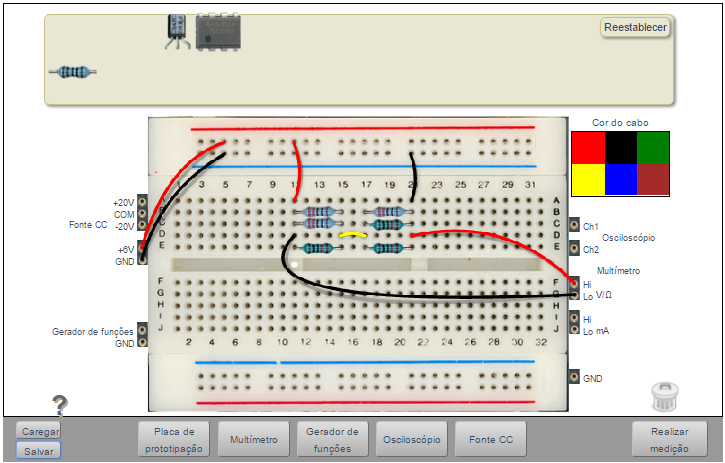 Reestablecer
Cor do cabo
1 3 5 7 9 11 13 15 17 19 21 23 25 27 29 31
A A
B B
C C
D D
E E
+20V
COM
Fonte CC
-20V
+6V
GND
Ch1
Osciloscópio
Ch2
Multímetro
F F
G G
H H
I I
J J
Hi
Lo V/Ω
Hi
Lo mA
Gerador de funções
GND
2 4 6 8 10 12 14 16 18 20 22 24 26 28 30 32
GND
?
Caregar
Salvar
Placa de
prototipação
Multímetro
Gerador de
funções
Osciloscópio
Fonte CC
Realizar
medição